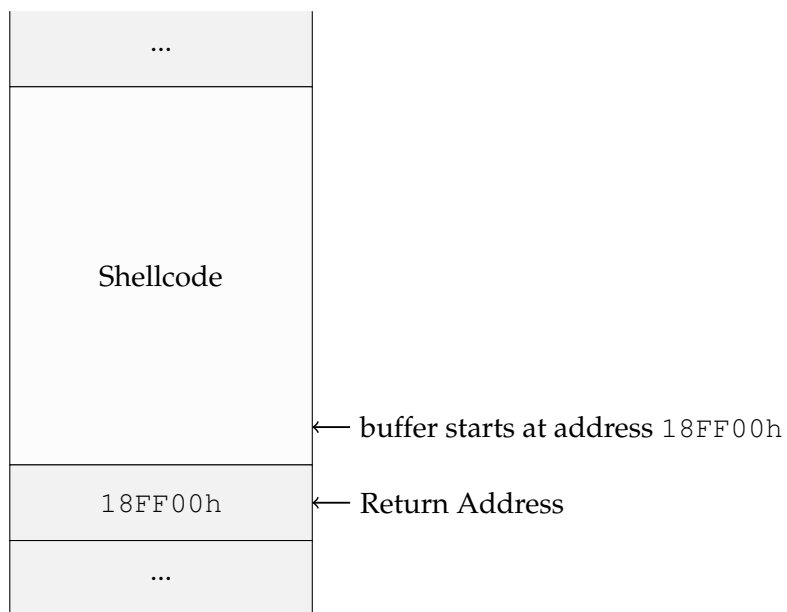 ...
Shellcode
buffer starts at address 18FF00h
18FF00h
Return Address
...